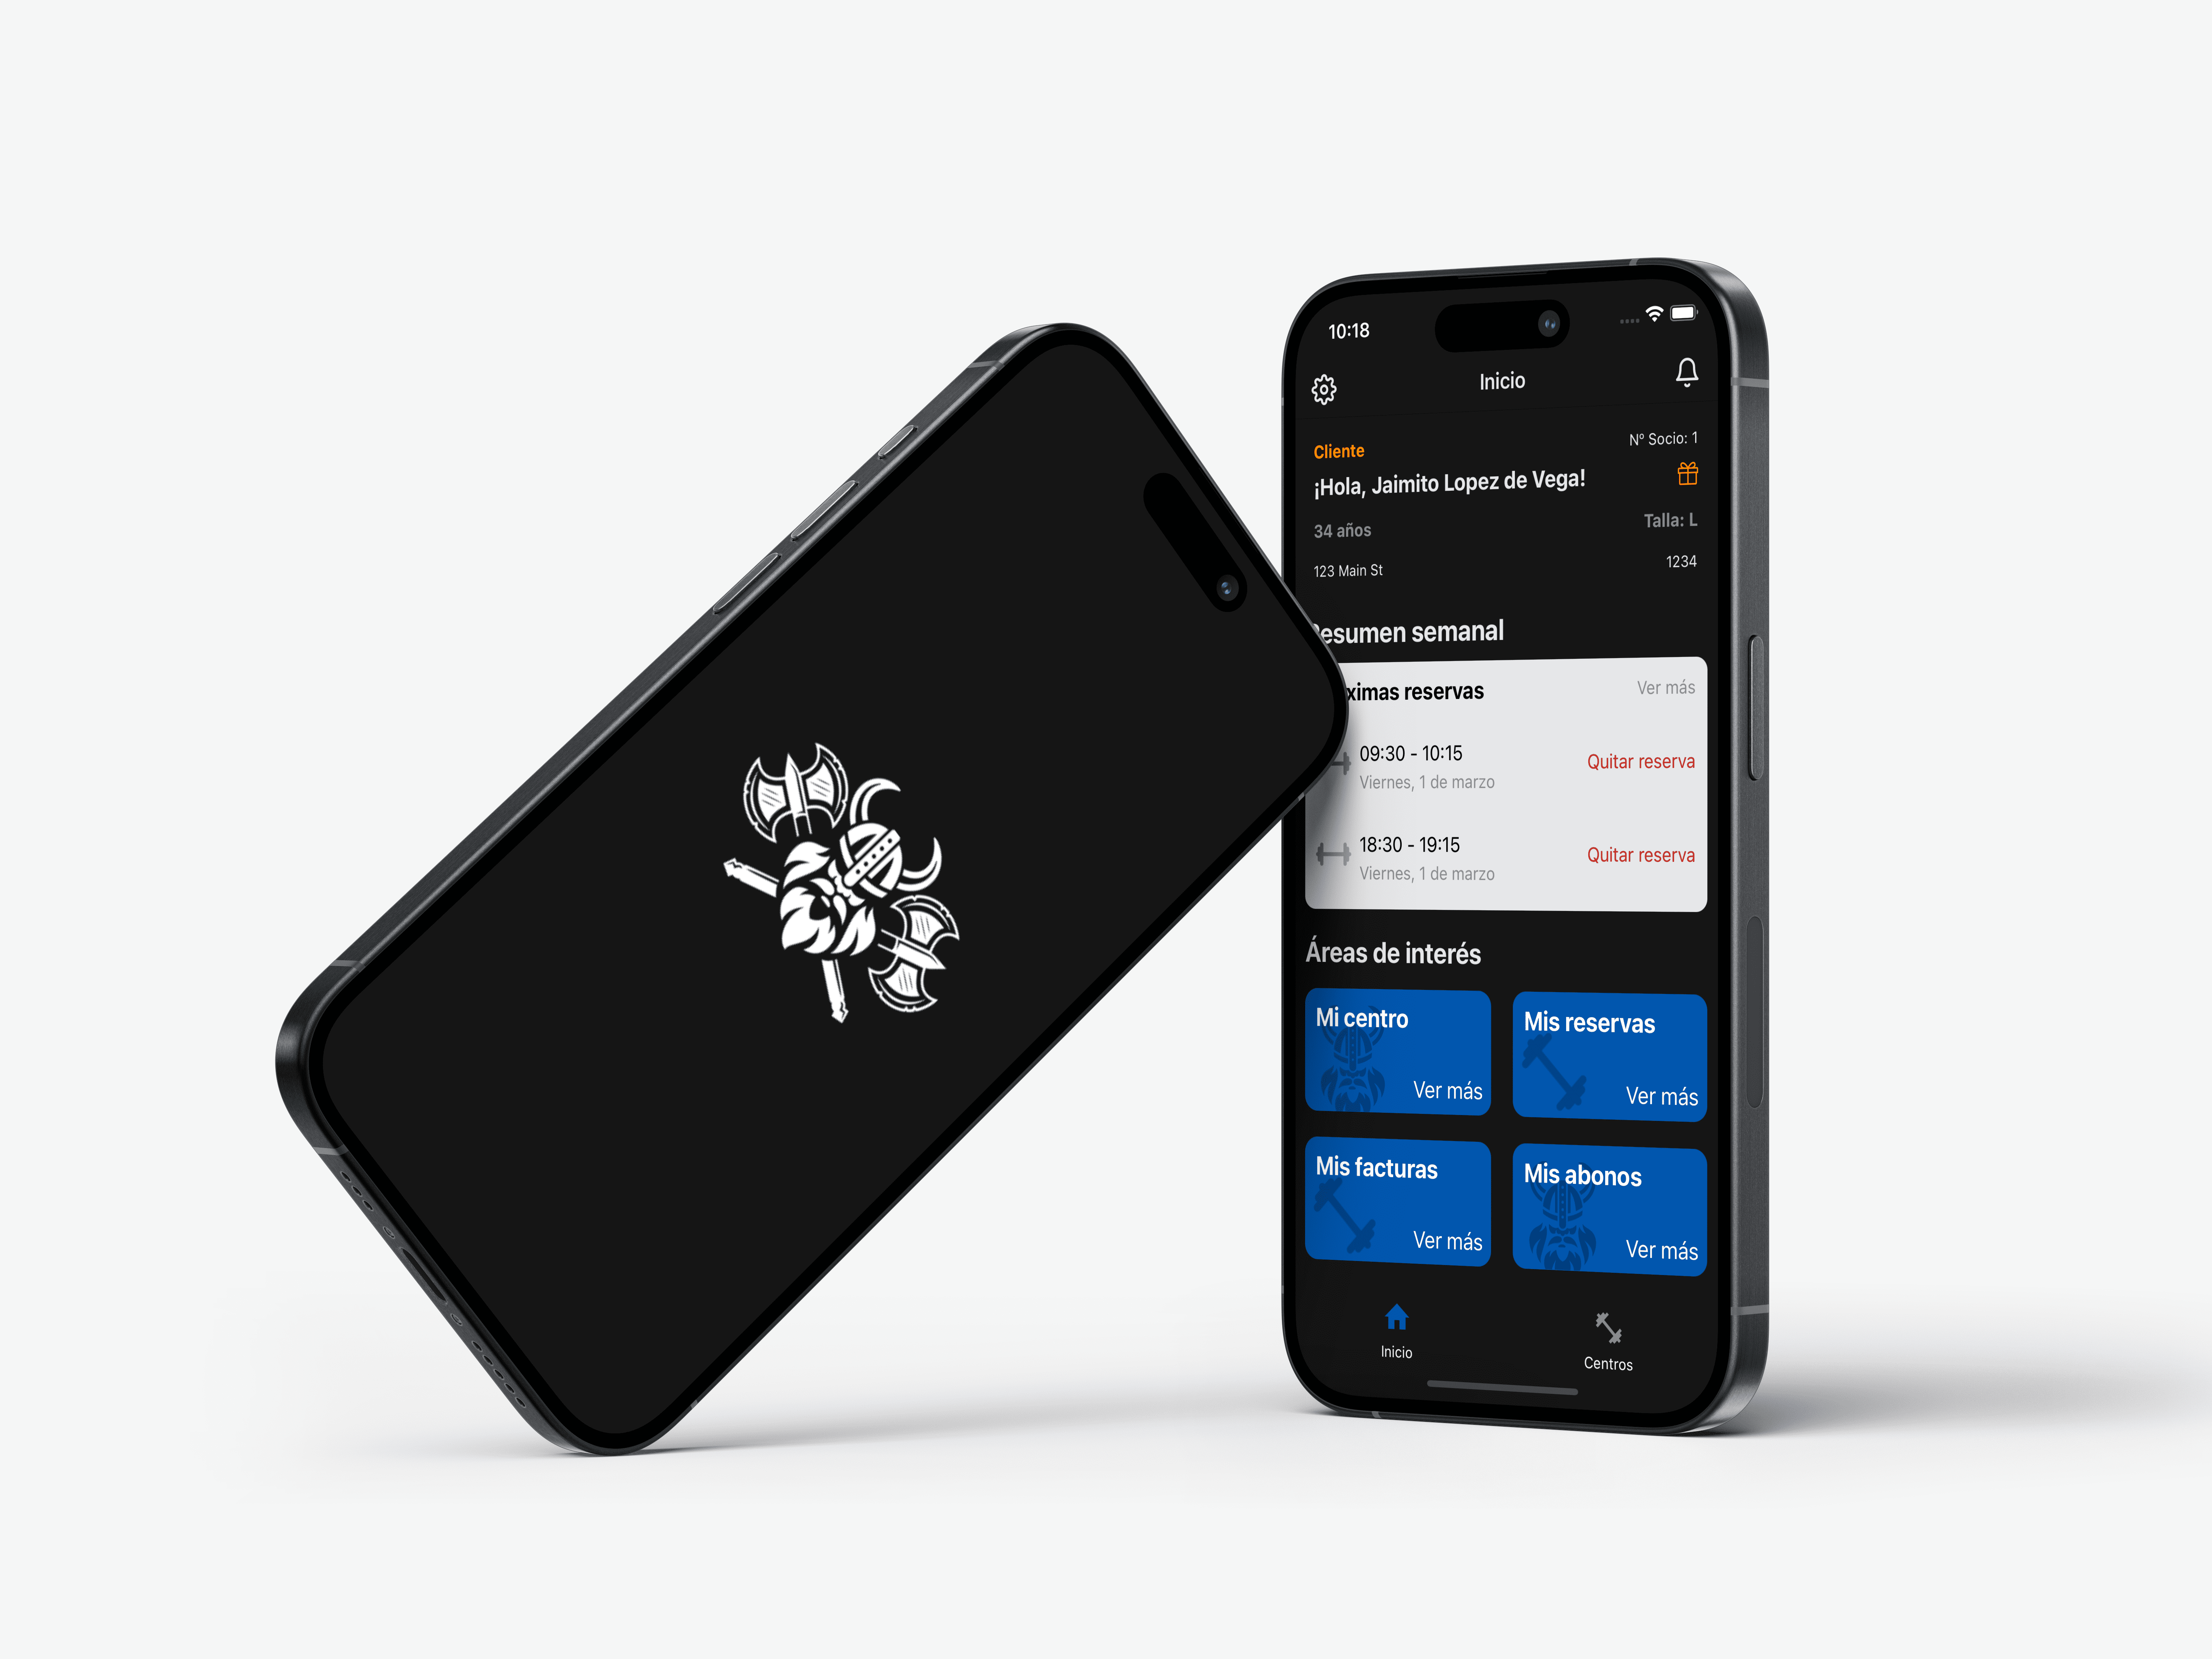 10:18
Inicio
Cliente
Nº Socio: 1
¡Hola, Jaimito Lopez de Vega!
34 años
Talla: L
123 Main St
1234
esumen semanal
ximas reservas
Ver más
09:30 - 10:15
Viernes, 1 de marzo
Quitar reserva
18:30 - 19:15
Viernes, 1 de marzo
Quitar reserva
Áreas de interés
Mi centro
Ver más
Mis reservas
Ver más
Mis facturas
Ver más
Mis abonos
Ver más
Inicio
Centros